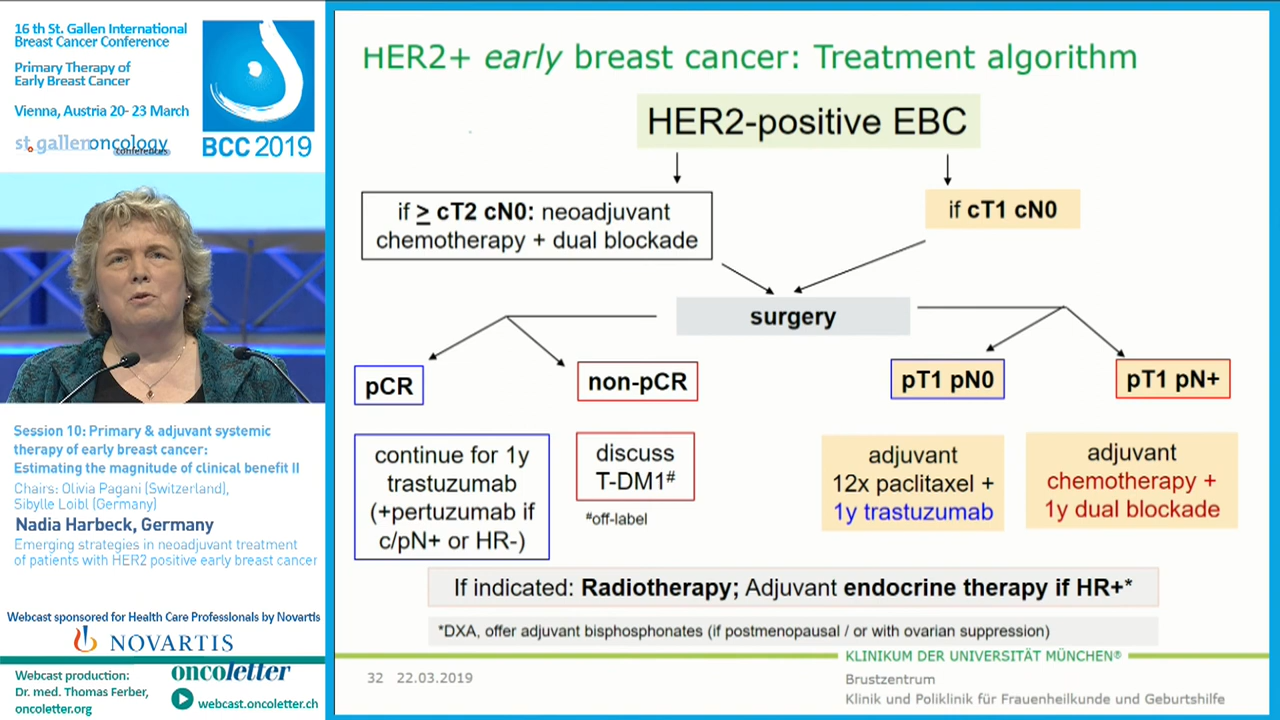 16 th St. Gallen International
Breast Cancer Conference
Primary Therapy of
Early Breast Cancer
Vienna, Austria 20- 23 March
st.gallenoncology
conferences
BCC 2019
Session 10: Primary & adjuvant systemic
therapy of early breast cancer:
Estimating the magnitude of clinical benefit II
Chairs: Olivia Pagani (Switzerland),
Sibylle Loibl (Germany)
Nadia Harbeck, Germany
Emerging strategies in neoadjuvant treatment
of patients with HER2 positive early breast cancer
Webcast sponsored for Health Care Professionals by Novartis
NOVARTIS
Webcast production:
Dr. med. Thomas Ferber,
oncoletter.org
oncoletter
webcast.oncoletter.ch
HER2+ early breast cancer: Treatment algorithm
HER2-positive EBC
if ≥ cT2 cN0: neoadjuvant
chemotherapy + dual blockade
if cT1 cN0
surgery
pCR
non-pCR
pT1 pN0
pT1 pN+
continue for 1y
trastuzumab
(+pertuzumab if
c/pN+ or HR-)
discuss
T-DM1#
#off-label
adjuvant
12x paclitaxel +
1y trastuzumab
adjuvant
chemotherapy +
1y dual blockade
If indicated: Radiotherapy; Adjuvant endocrine therapy if HR+*
*DXA, offer adjuvant bisphosphonates (if postmenopausal / or with ovarian suppression)
KLINIKUM DER UNIVERSITÄT MÜNCHEN®
32 22.03.2019
Brustzentrum
Klinik und Poliklinik für Frauenheilkunde und Geburtshilfe